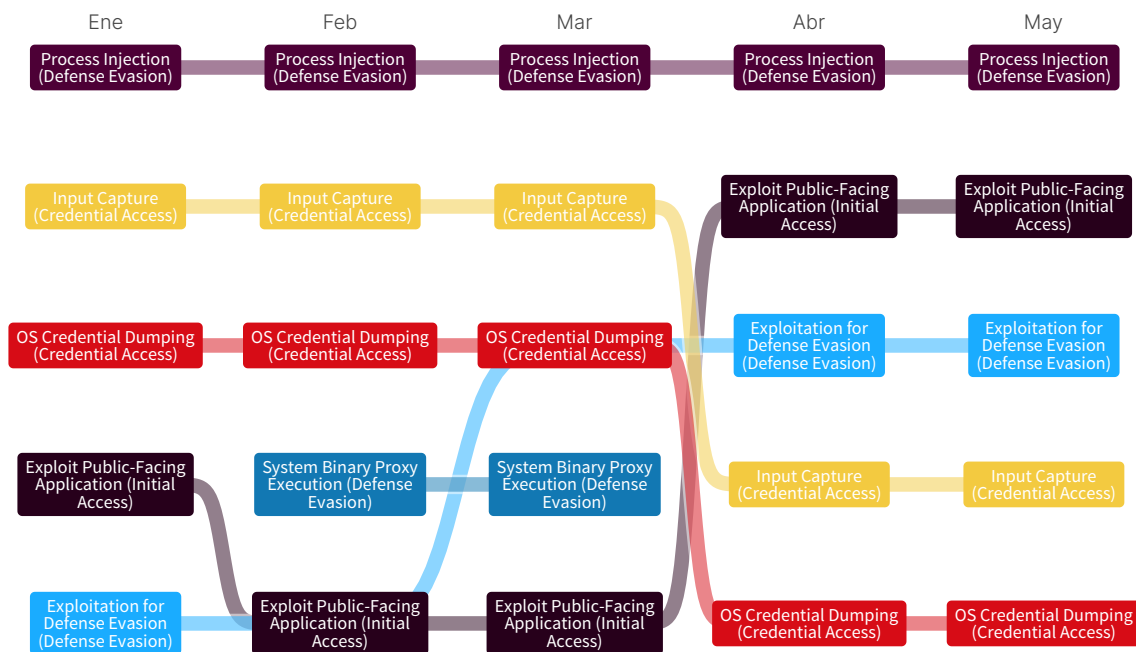 Ene Feb Mar Abr May
Process Injection
(Defense Evasion)
Process Injection
(Defense Evasion)
Process Injection
(Defense Evasion)
Process Injection
(Defense Evasion)
Process Injection
(Defense Evasion)
Input Capture
(Credential Access)
Input Capture
(Credential Access)
Input Capture
(Credential Access)
Exploit Public-Facing
Application (Initial
Access)
Exploit Public-Facing
Application (Initial
Access)
OS Credential Dumping
(Credential Access)
OS Credential Dumping
(Credential Access)
OS Credential Dumping
(Credential Access)
Exploitation for
Defense Evasion
(Defense Evasion)
Exploitation for
Defense Evasion
(Defense Evasion)
Exploit Public-Facing
Application (Initial
Access)
System Binary Proxy
Execution (Defense
Evasion)
System Binary Proxy
Execution (Defense
Evasion)
Input Capture
(Credential Access)
Input Capture
(Credential Access)
Exploitation for
Defense Evasion
(Defense Evasion)
Exploit Public-Facing
Application (Initial
Access)
Exploit Public-Facing
Application (Initial
Access)
OS Credential Dumping
(Credential Access)
OS Credential Dumping
(Credential Access)